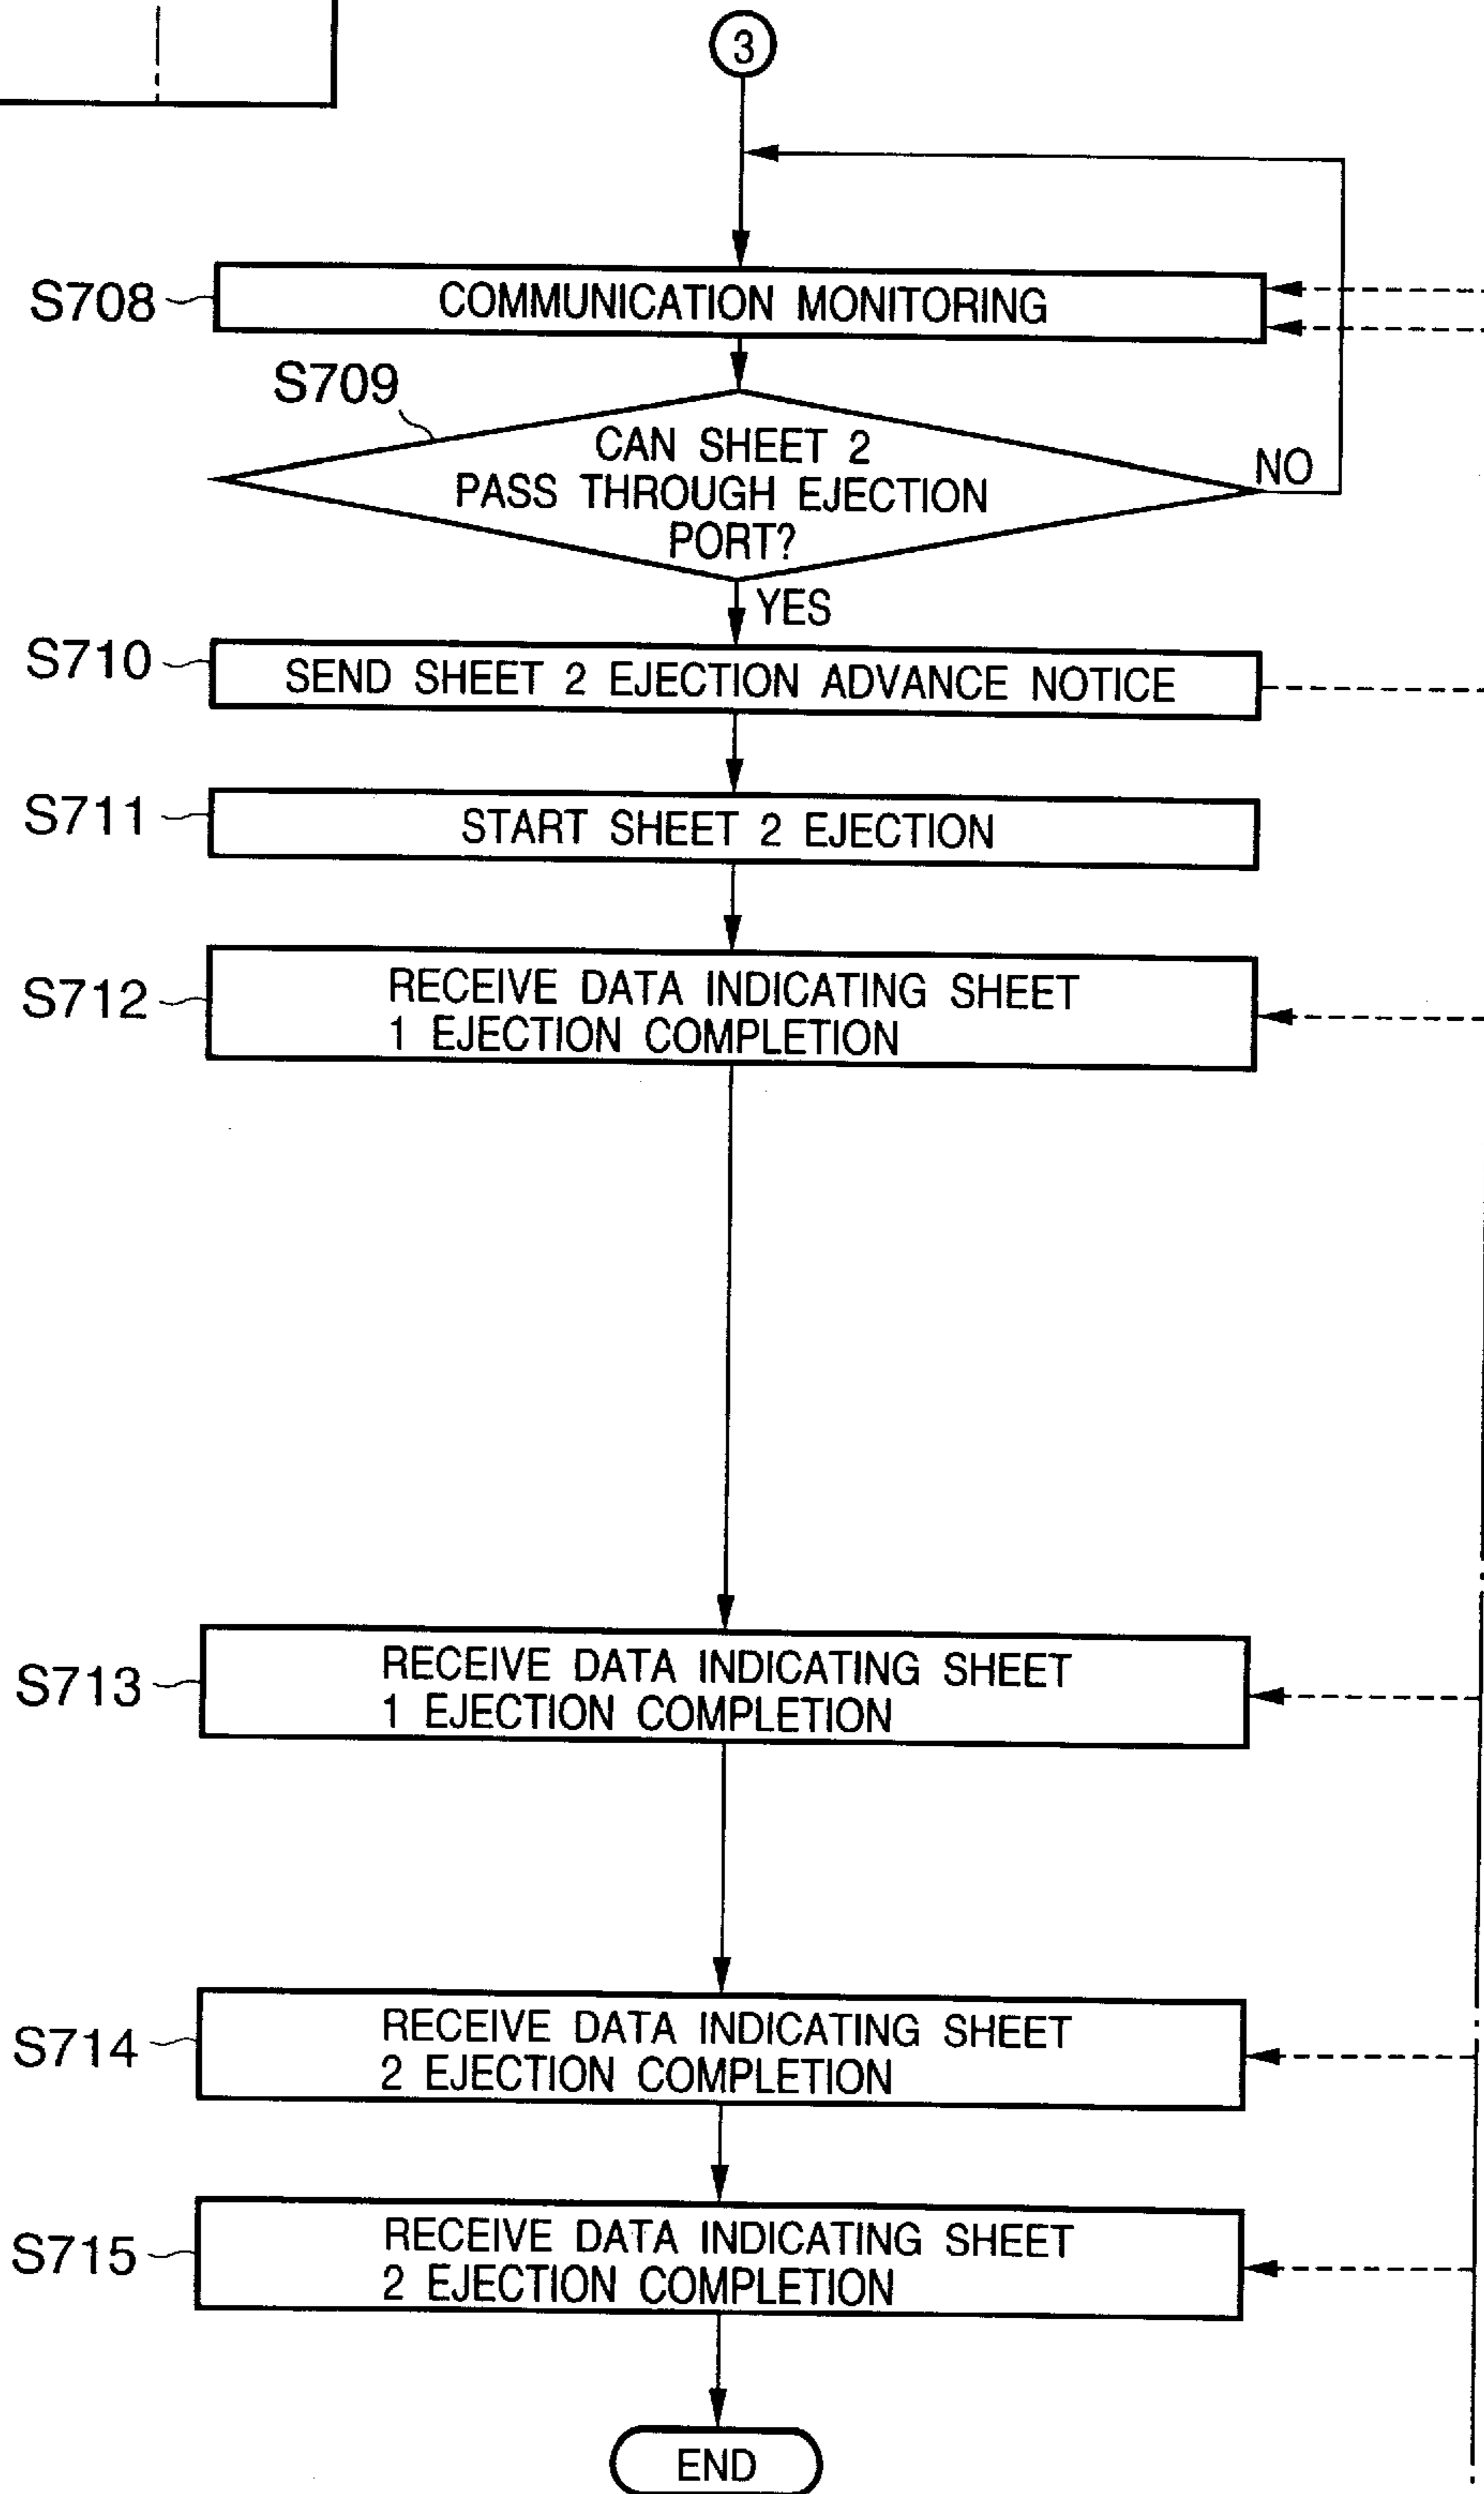 3
S708
COMMUNICATION MONITORING
S709
CAN SHEET 2
PASS THROUGH EJECTION
PORT?
NO
YES
S710
SEND SHEET 2 EJECTION ADVANCE NOTICE
S711
START SHEET 2 EJECTION
S712
RECEIVE DATA INDICATING SHEET
1 EJECTION COMPLETION
S713
RECEIVE DATA INDICATING SHEET
1 EJECTION COMPLETION
S714
RECEIVE DATA INDICATING SHEET
2 EJECTION COMPLETION
S715
RECEIVE DATA INDICATING SHEET
2 EJECTION COMPLETION
END